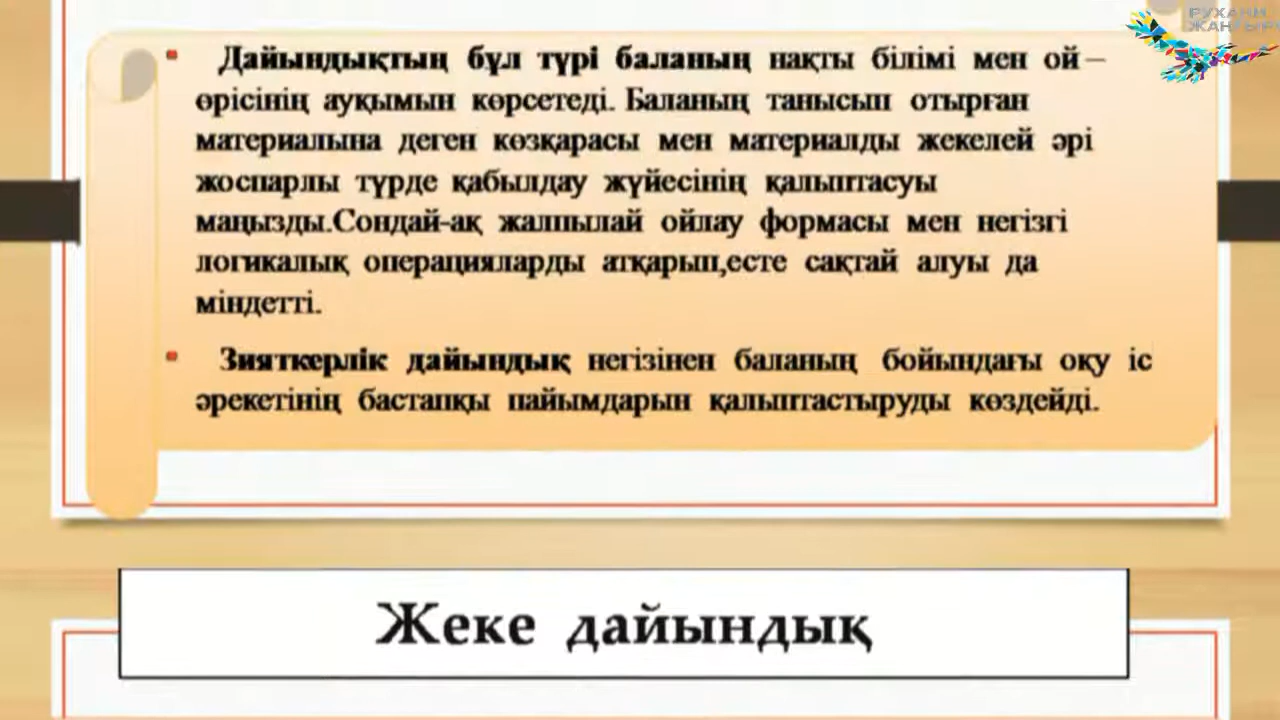 РУХАНИ
ЖАҢҒЫРУ
Дайындықтың бұл түрі баланың нақты білімі мен ой –
өрісінің ауқымын көрсетеді. Баланың танысып отырған
материалына деген көзқарасы мен материалды жекелей әрі
жоспарлы түрде қабылдау жүйесінің қалыптасуы
маңызды.Сондай-ақ жалпылай ойлау формасы мен негізгі
логикалық операцияларды атқарып,есте сақтай алуы да
міндетті.
Зияткерлік дайындық негізінен баланың бойындағы оқу іс
әрекетінің бастапқы пайымдарын қалыптастыруды көздейді.
Жеке дайындық